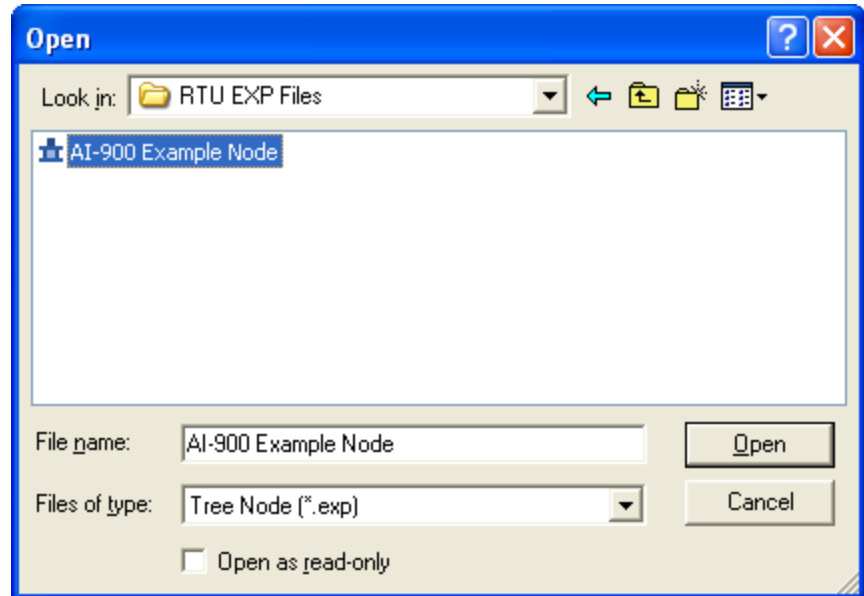 Open
Look in: RTU EXP Files
AI-900 Example Node
File name: AI-900 Example Node Open
Files of type: Tree Node (*.exp) Cancel
Open as read-only